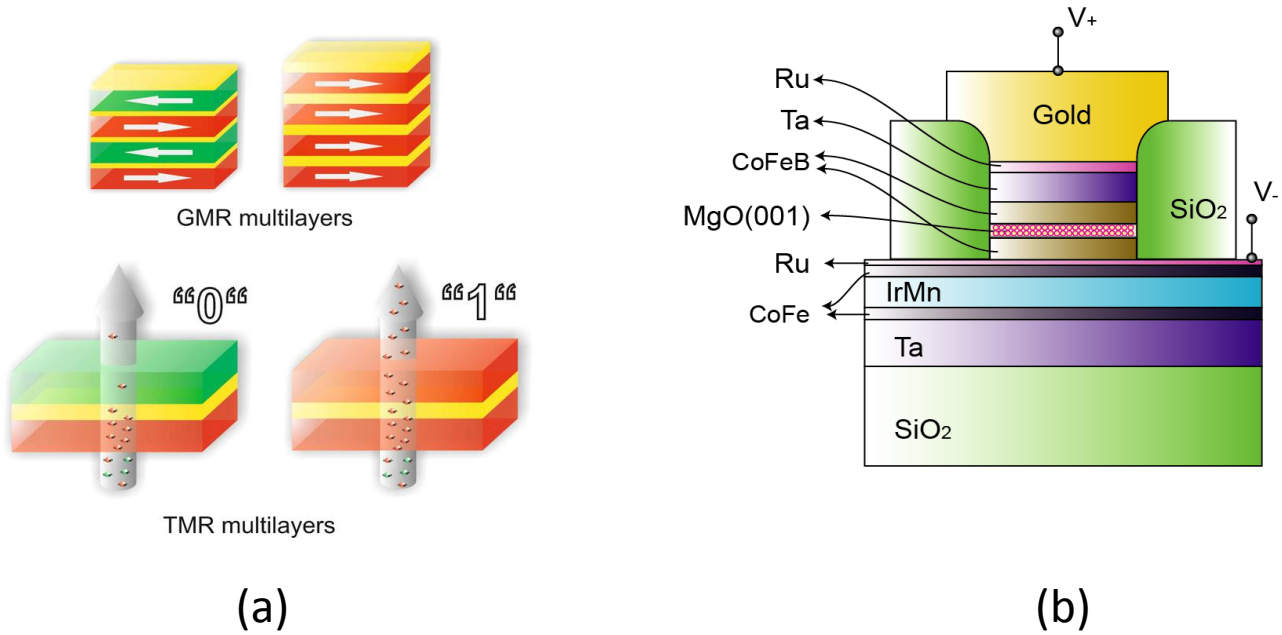 GMR multilayers
“0“
“1“
TMR multilayers
(a)
V+
Ru
Gold
Ta
CoFeB
MgO(001)
SiO₂
V-
Ru
IrMn
CoFe
Ta
SiO₂
(b)